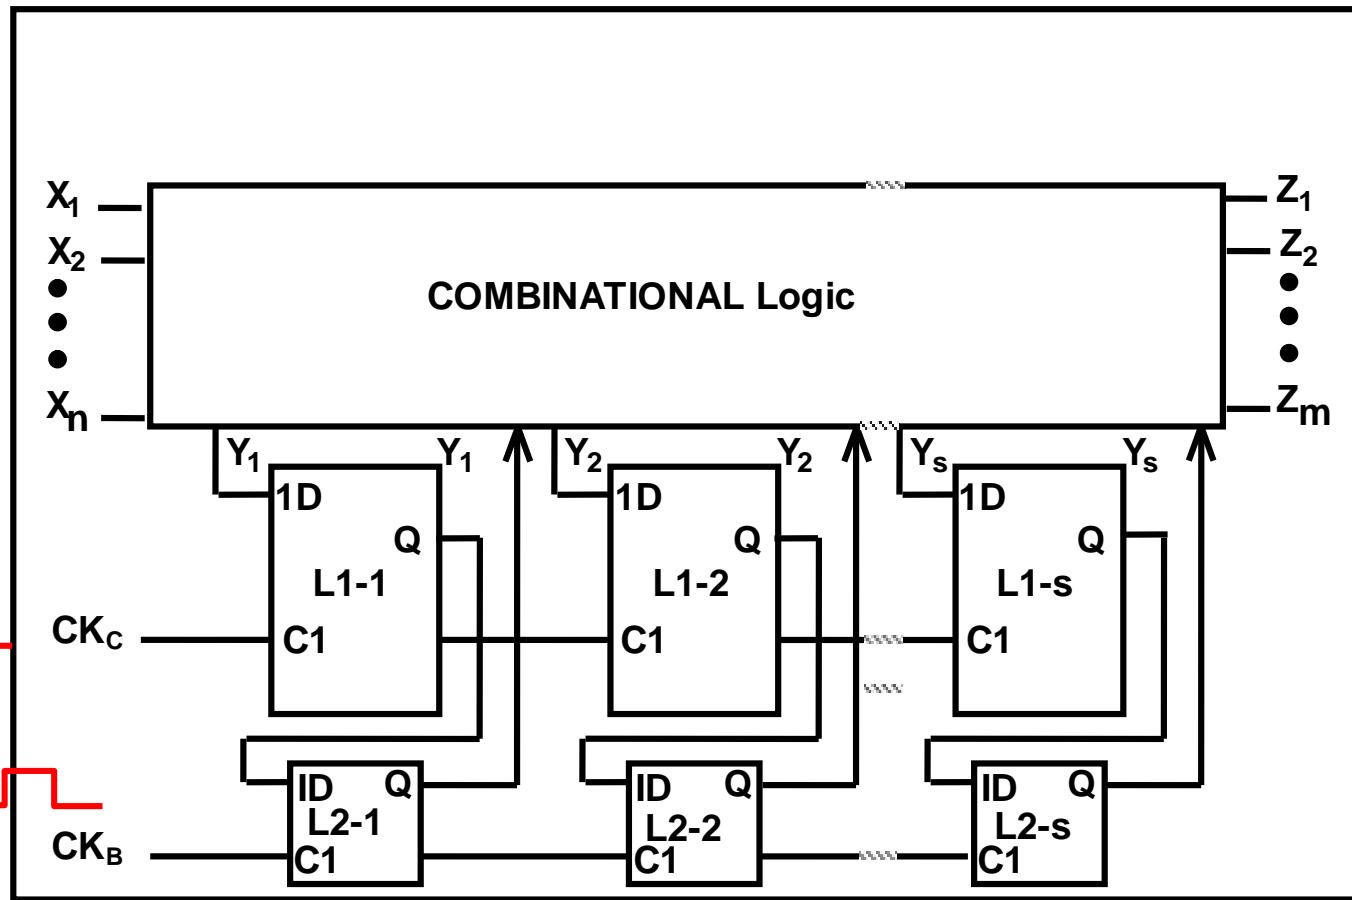 X1
Z1
X2
Z2
COMBINATIONAL Logic
Xn
Zm
Y1 Y1 Y2 Y2 Ys Ys
1D 1D 1D
Q Q Q
L1-1 L1-2 L1-s
CKC C1 C1 C1
ID Q ID Q ID Q
L2-1 L2-2 L2-s
CKB C1 C1 C1